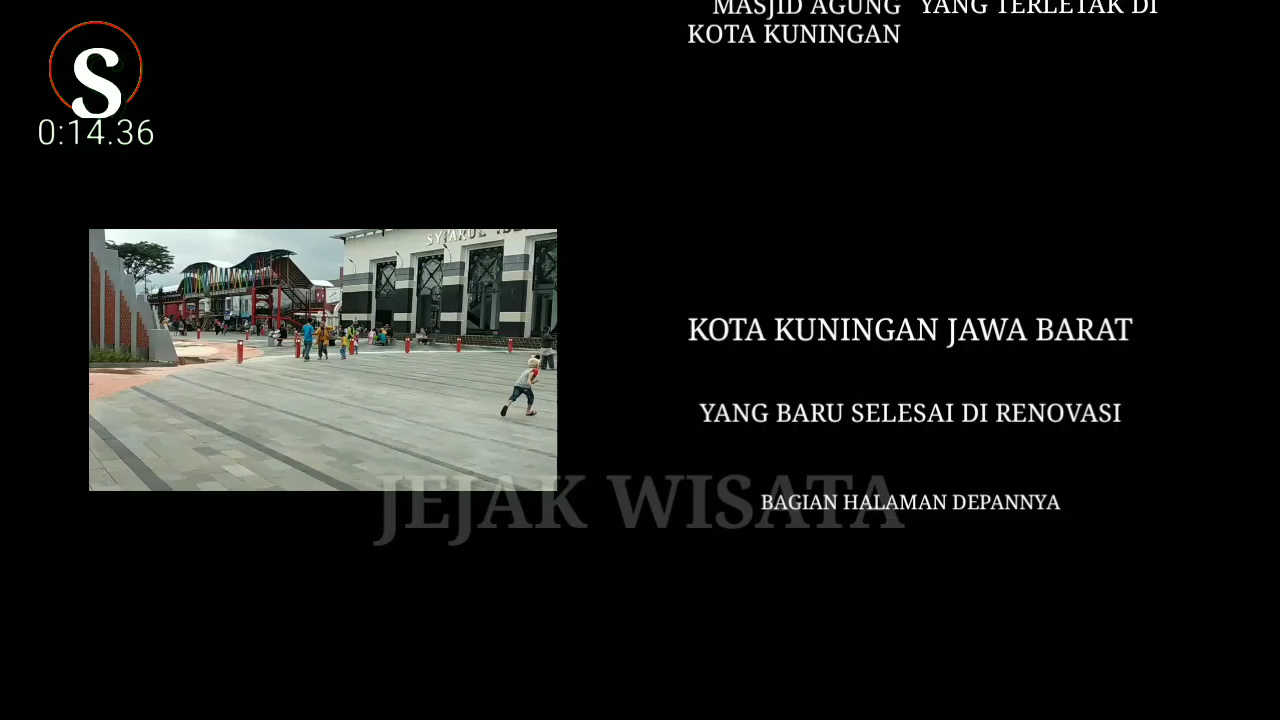 MASJID AGUNG YANG TERLETAK DI
KOTA KUNINGAN
S
0:14.36
KOTA KUNINGAN JAWA BARAT
YANG BARU SELESAI DI RENOVASI
BAGIAN HALAMAN DEPANNYA
JEJAK WISATA